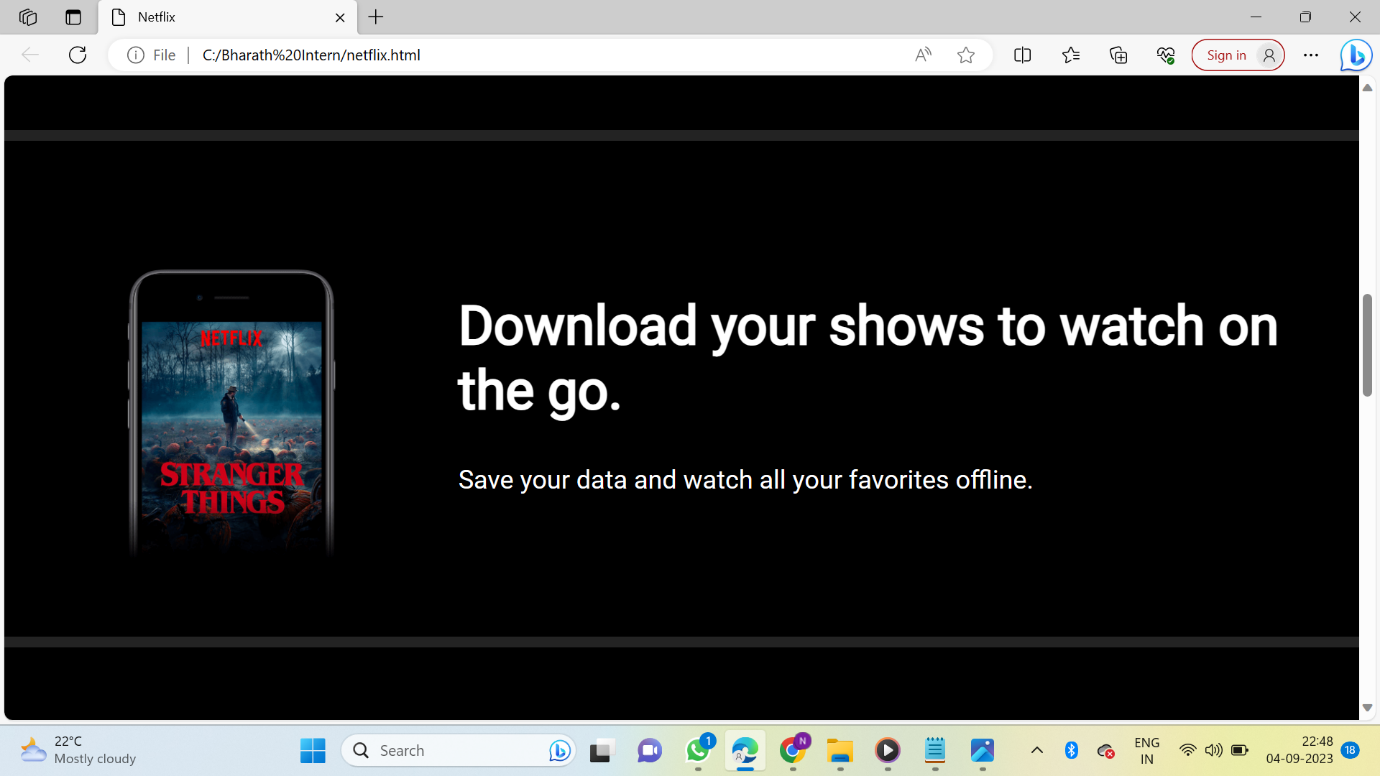 Netflix
File
C:/Bharath%20Intern/netflix.html
Sign in
NETFLIX
STRANGER
THINGS
Download your shows to watch on
the go.
Save your data and watch all your favorites offline.
22°C
Mostly cloudy
Search
1
N
ENG
IN
22:48
04-09-2023
18